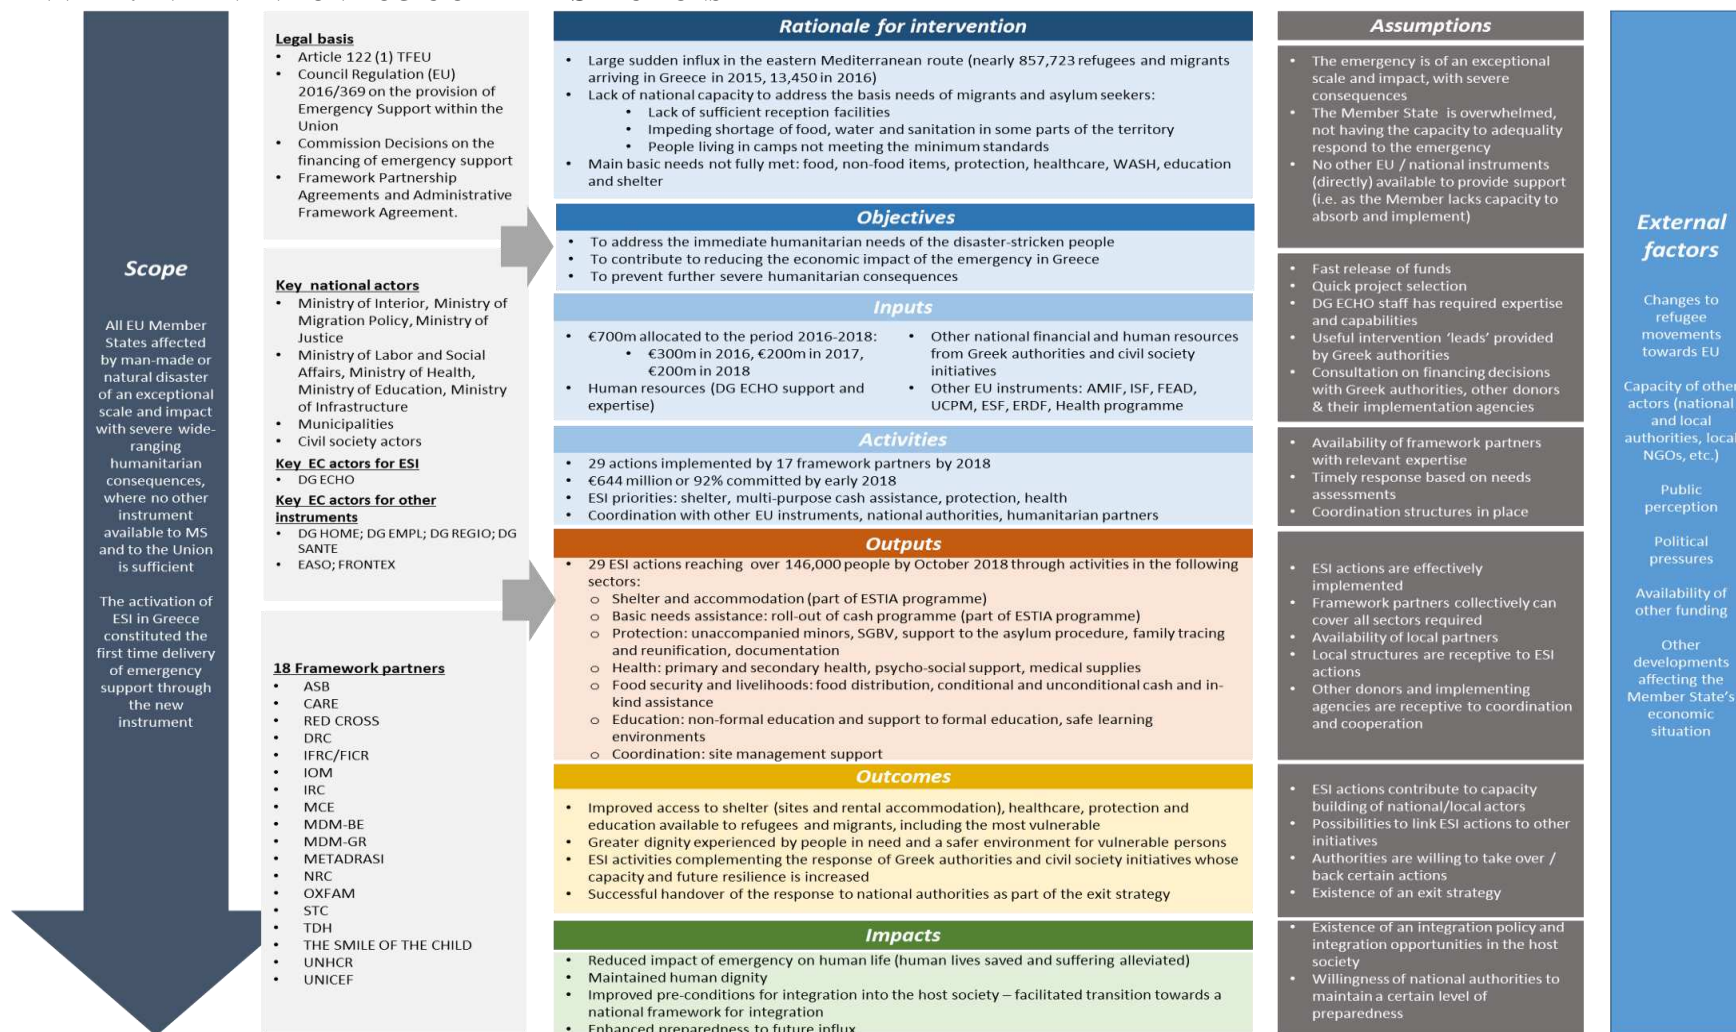 Scope
All EU Member
States affected
by man-made or
natural disaster
of an exceptional
scale and impact
with severe wide-
ranging
humanitarian
consequences,
where no other
instrument
available to MS
and to the Union
is sufficient
The activation of
ESI in Greece
constituted the
first time delivery
of emergency
support through
the new
instrument
Legal basis
• Article 122 (1) TFEU
• Council Regulation (EU)
2016/369 on the provision of
Emergency Support within the
Union
• Commission Decisions on the
financing of emergency support
• Framework Partnership
Agreements and Administrative
Framework Agreement.
Key national actors
• Ministry of Interior, Ministry of
Migration Policy, Ministry of
Justice
• Ministry of Labor and Social
Affairs, Ministry of Health,
Ministry of Education, Ministry
of Infrastructure
• Municipalities
• Civil society actors
Key EC actors for ESI
• DG ECHO
Key EC actors for other
instruments
• DG HOME; DG EMPL; DG REGIO; DG
SANTE
• EASO; FRONTEX
18 Framework partners
• ASB
• CARE
• RED CROSS
• DRC
• IFRC/FICR
• IOM
• IRC
• MCE
• MDM-BE
• MDM-GR
• METADRASI
• NRC
• OXFAM
• STC
• TDH
• THE SMILE OF THE CHILD
• UNHCR
• UNICEF
Rationale for intervention
• Large sudden influx in the eastern Mediterranean route (nearly 857,723 refugees and migrants
arriving in Greece in 2015, 13,450 in 2016)
• Lack of national capacity to address the basis needs of migrants and asylum seekers:
• Lack of sufficient reception facilities
• Impeding shortage of food, water and sanitation in some parts of the territory
• People living in camps not meeting the minimum standards
• Main basic needs not fully met: food, non-food items, protection, healthcare, WASH, education
and shelter
Objectives
• To address the immediate humanitarian needs of the disaster-stricken people
• To contribute to reducing the economic impact of the emergency in Greece
• To prevent further severe humanitarian consequences
Inputs
• €700m allocated to the period 2016-2018:
• €300m in 2016, €200m in 2017,
€200m in 2018
• Human resources (DG ECHO support and
expertise)
• Other national financial and human resources
from Greek authorities and civil society
initiatives
• Other EU instruments: AMIF, ISF, FEAD,
UCPM, ESF, ERDF, Health programme
Activities
• 29 actions implemented by 17 framework partners by 2018
• €644 million or 92% committed by early 2018
• ESI priorities: shelter, multi-purpose cash assistance, protection, health
• Coordination with other EU instruments, national authorities, humanitarian partners
Outputs
• 29 ESI actions reaching over 146,000 people by October 2018 through activities in the following
sectors:
o Shelter and accommodation (part of ESTIA programme)
o Basic needs assistance: roll-out of cash programme (part of ESTIA programme)
o Protection: unaccompanied minors, SGBV, support to the asylum procedure, family tracing
and reunification, documentation
o Health: primary and secondary health, psycho-social support, medical supplies
o Food security and livelihoods: food distribution, conditional and unconditional cash and in-
kind assistance
o Education: non-formal education and support to formal education, safe learning
environments
o Coordination: site management support
Outcomes
• Improved access to shelter (sites and rental accommodation), healthcare, protection and
education available to refugees and migrants, including the most vulnerable
• Greater dignity experienced by people in need and a safer environment for vulnerable persons
• ESI activities complementing the response of Greek authorities and civil society initiatives whose
capacity and future resilience is increased
• Successful handover of the response to national authorities as part of the exit strategy
Impacts
• Reduced impact of emergency on human life (human lives saved and suffering alleviated)
• Maintained human dignity
• Improved pre-conditions for integration into the host society – facilitated transition towards a
national framework for integration
• Enhanced preparedness to future influx
Assumptions
• The emergency is of an exceptional
scale and impact, with severe
consequences
• The Member State is overwhelmed,
not having the capacity to adequality
respond to the emergency
• No other EU / national instruments
(directly) available to provide support
(i.e. as the Member lacks capacity to
absorb and implement)
• Fast release of funds
• Quick project selection
• DG ECHO staff has required expertise
and capabilities
• Useful intervention ‘leads’ provided
by Greek authorities
• Consultation on financing decisions
with Greek authorities, other donors
& their implementation agencies
• Availability of framework partners
with relevant expertise
• Timely response based on needs
assessments
• Coordination structures in place
• ESI actions are effectively
implemented
• Framework partners collectively can
cover all sectors required
• Availability of local partners
• Local structures are receptive to ESI
actions
• Other donors and implementing
agencies are receptive to coordination
and cooperation
• ESI actions contribute to capacity
building of national/local actors
• Possibilities to link ESI actions to other
initiatives
• Authorities are willing to take over /
back certain actions
• Existence of an exit strategy
• Existence of an integration policy and
integration opportunities in the host
society
• Willingness of national authorities to
maintain a certain level of
preparedness
External
factors
Changes to
refugee
movements
towards EU
Capacity of other
actors (national
and local
authorities, local
NGOs, etc.)
Public
perception
Political
pressures
Availability of
other funding
Other
developments
affecting the
Member State’s
economic
situation